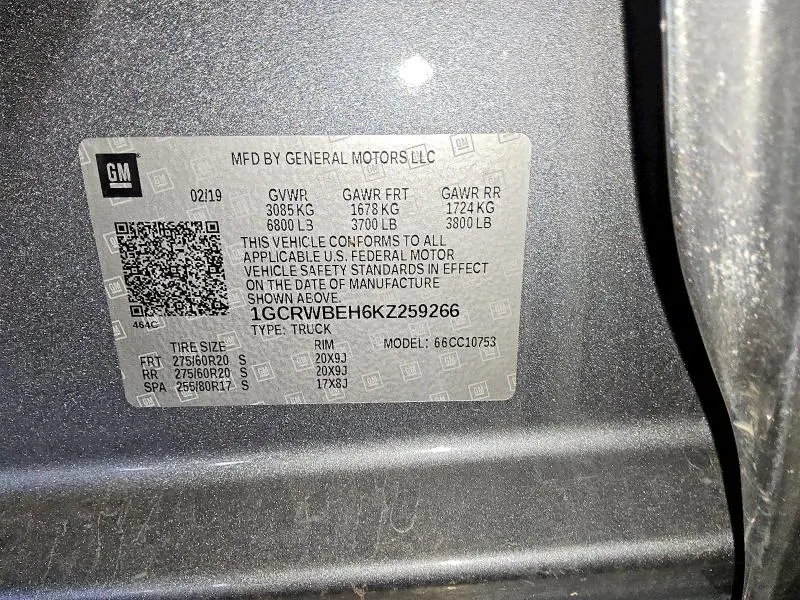 GM
MFD BY GENERAL MOTORS LLC
02/19 GVWR GAWR FRT GAWR RR
3085 KG 1678 KG 1724 KG
6800 LB 3700 LB 3800 LB
THIS VEHICLE CONFORMS TO ALL
APPLICABLE U.S. FEDERAL MOTOR
VEHICLE SAFETY STANDARDS IN EFFECT
ON THE DATE OF MANUFACTURE
SHOWN ABOVE.
464C
1GCRWBEH6KZ259266
TYPE: TRUCK
TIRE SIZE RIM MODEL: 66CC10753
FRT 275/60R20 S 20X9J
RR 275/60R20 S 20X9J
SPA 255/80R17 S 17X8J